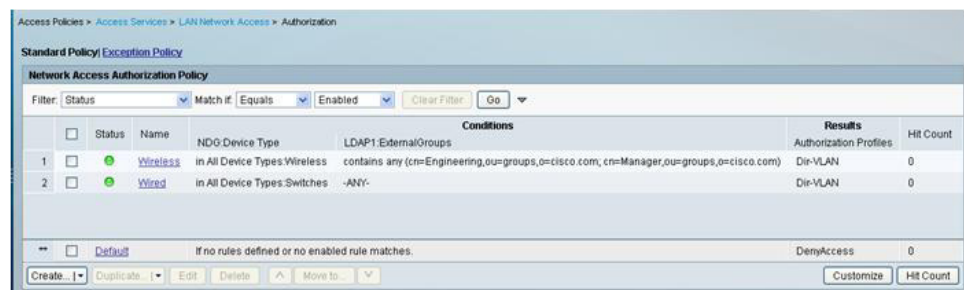 Access Policies > Access Services > LAN Network Access > Authorization
Standard Policy| Exception Policy
Network Access Authorization Policy
Filter: Status Match if: Equals Enabled Clear Filter Go
Status Name Conditions Results Hit Count
NDG:Device Type LDAP1:ExternalGroups Authorization Profiles
1 Wireless in All Device Types:Wireless contains any (cn=Engineering,ou=groups,o=cisco.com; cn=Manager,ou=groups,o=cisco.com) Dir-VLAN 0
2 Wired in All Device Types:Switches -ANY- Dir-VLAN 0
** Default If no rules defined or no enabled rule matches. DenyAccess 0
Create... | Duplicate... | Edit Delete Move to... Customize Hit Count